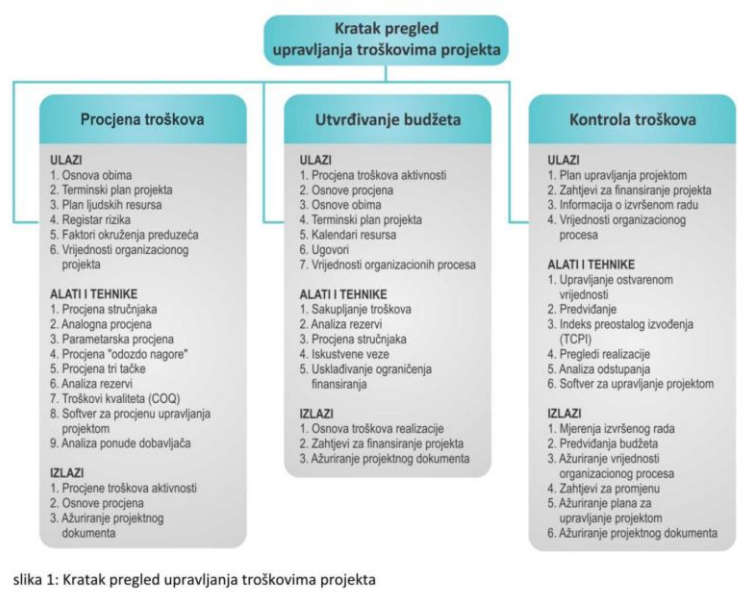 Kratak pregled
upravljanja troškovima projekta
Procjena troškova
ULAZI
1. Osnova obima
2. Terminski plan projekta
3. Plan ljudskih resursa
4. Registar rizika
5. Faktori okruženja preduzeća
6. Vrijednosti organizacionog
projekta
ALATI I TEHNIKE
1. Procjena stručnjaka
2. Analogna procjena
3. Parametarska procjena
4. Procjena "odozdo nagore"
5. Procjena tri tačke
6. Analiza rezervi
7. Troškovi kvaliteta (COQ)
8. Softver za procjenu upravljanja
projektom
9. Analiza ponude dobavljača
IZLAZI
1. Procjene troškova aktivnosti
2. Osnove procjena
3. Ažuriranje projektnog
dokumenta
Utvrđivanje budžeta
ULAZI
1. Procjena troškova aktivnosti
2. Osnove procjena
3. Osnove obima
4. Terminski plan projekta
5. Kalendari resursa
6. Ugovori
7. Vrijednosti organizacionih procesa
ALATI I TEHNIKE
1. Sakupljanje troškova
2. Analiza rezervi
3. Procjena stručnjaka
4. Iskustvene veze
5. Usklađivanje ograničenja
finansiranja
IZLAZI
1. Osnova troškova realizacije
2. Zahtjevi za finansiranje projekta
3. Ažuriranje projektnog dokumenta
Kontrola troškova
ULAZI
1. Plan upravljanja projektom
2. Zahtjevi za finansiranje projekta
3. Informacija o izvršenom radu
4. Vrijednosti organizacionog
procesa
ALATI I TEHNIKE
1. Upravljanje ostvarenom
vrijednosti
2. Predviđanje
3. Indeks preostalog izvođenja
(TCPI)
4. Pregledi realizacije
5. Analiza odstupanja
6. Softver za upravljanje projektom
IZLAZI
1. Mjerenja izvršenog rada
2. Predviđanja budžeta
3. Ažuriranje vrijednosti
organizacionog procesa
4. Zahtjevi za promjenu
5. Ažuriranje plana za
upravljanje projektom
6. Ažuriranje projektnog dokumenta
slika 1: Kratak pregled upravljanja troškovima projekta